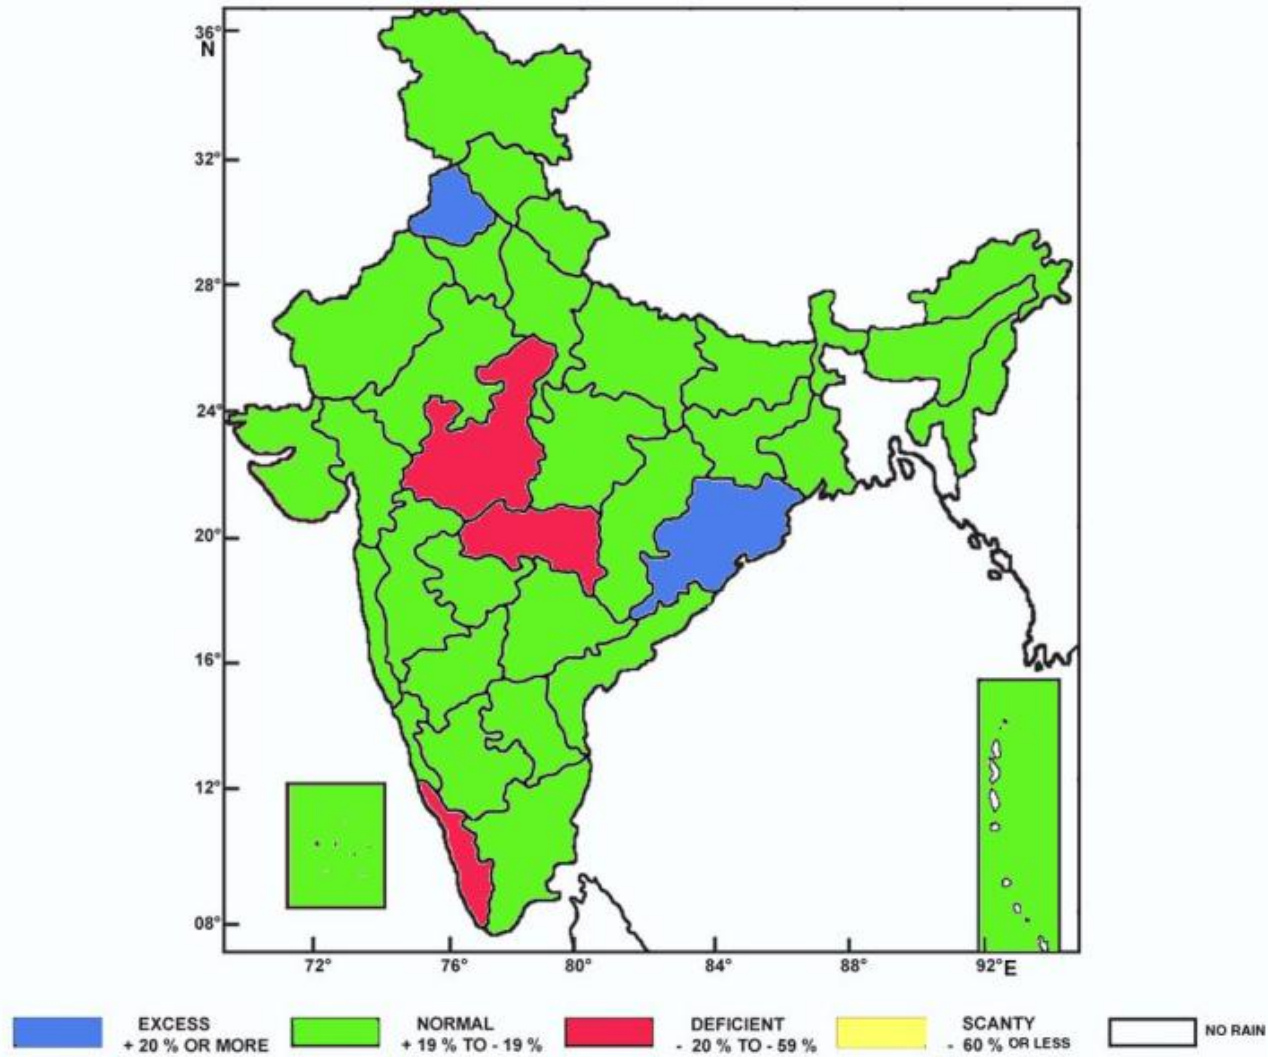 36°
N
32°
28°
24°
20°
16°
12°
08°
72° 76° 80° 84° 88° 92°E
EXCESS
+ 20 % OR MORE
NORMAL
+ 19 % TO - 19 %
DEFICIENT
- 20 % TO - 59 %
SCANTY
- 60 % OR LESS
NO RAIN